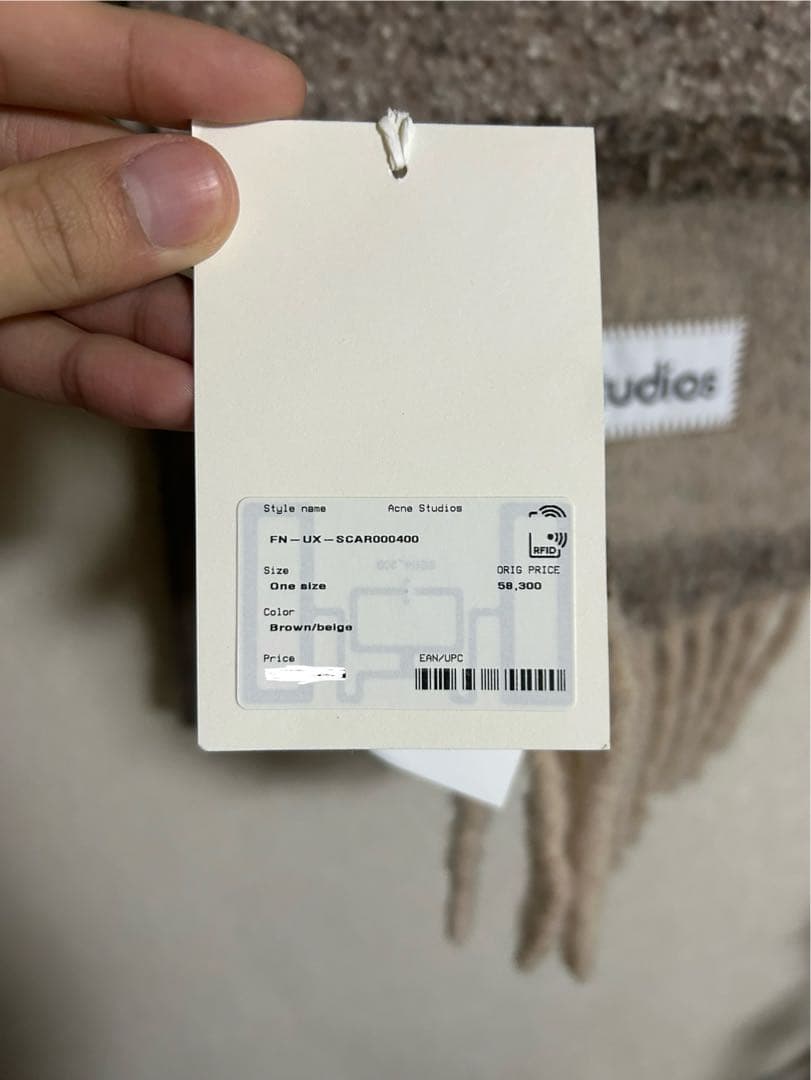 tudios
Style name Acne Studios
FN-UX-SCAR000400
RFID
Size ORIG PRICE
One size 58,300
Color
Brown/beige
Price EAN/UPC